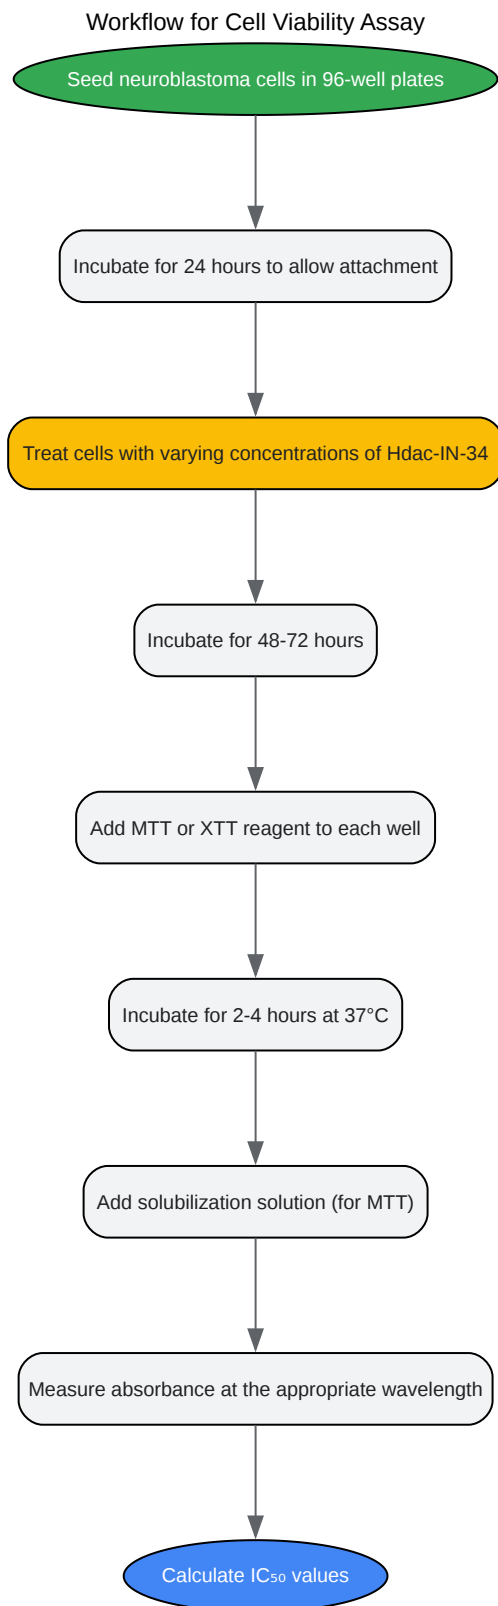 Workflow for Cell Viability Assay
Seed neuroblastoma cells in 96-well plates
Incubate for 24 hours to allow attachment
Treat cells with varying concentrations of Hdac-IN-34
Incubate for 48-72 hours
Add MTT or XTT reagent to each well
Incubate for 2-4 hours at 37°C
Add solubilization solution (for MTT)
Measure absorbance at the appropriate wavelength
Calculate IC₅₀ values